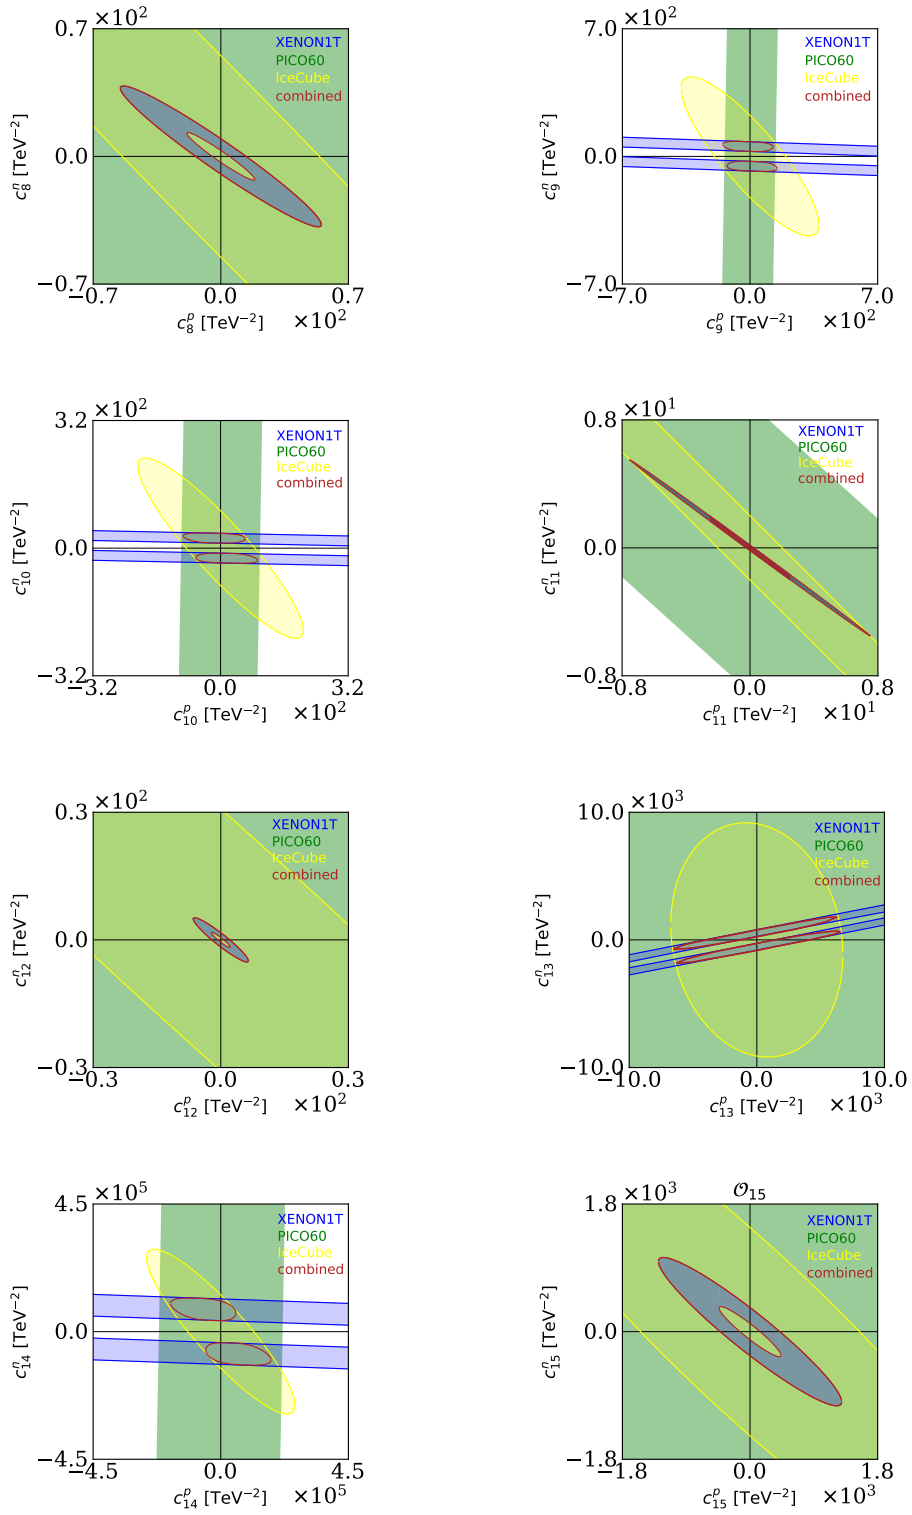 ×10²
0.7
XENON1T
PICO60
IceCube
combined
c₈ⁿ [TeV⁻²]
0.0
−0.7
−0.7 0.0 0.7
c₈ᵖ [TeV⁻²] ×10²
×10²
7.0
XENON1T
PICO60
IceCube
combined
c₉ⁿ [TeV⁻²]
0.0
−7.0
−7.0 0.0 7.0
c₉ᵖ [TeV⁻²] ×10²
×10²
3.2
XENON1T
PICO60
IceCube
combined
c₁₀ⁿ [TeV⁻²]
0.0
−3.2
−3.2 0.0 3.2
c₁₀ᵖ [TeV⁻²] ×10²
×10¹
0.8
XENON1T
PICO60
IceCube
combined
c₁₁ⁿ [TeV⁻²]
0.0
−0.8
−0.8 0.0 0.8
c₁₁ᵖ [TeV⁻²] ×10¹
×10²
0.3
XENON1T
PICO60
IceCube
combined
c₁₂ⁿ [TeV⁻²]
0.0
−0.3
−0.3 0.0 0.3
c₁₂ᵖ [TeV⁻²] ×10²
×10³
10.0
XENON1T
PICO60
IceCube
combined
c₁₃ⁿ [TeV⁻²]
0.0
−10.0
−10.0 0.0 10.0
c₁₃ᵖ [TeV⁻²] ×10³
×10⁵
4.5
XENON1T
PICO60
IceCube
combined
c₁₄ⁿ [TeV⁻²]
0.0
−4.5
−4.5 0.0 4.5
c₁₄ᵖ [TeV⁻²] ×10⁵
×10³ 𝒪₁₅
1.8
XENON1T
PICO60
IceCube
combined
c₁₅ⁿ [TeV⁻²]
0.0
−1.8
−1.8 0.0 1.8
c₁₅ᵖ [TeV⁻²] ×10³